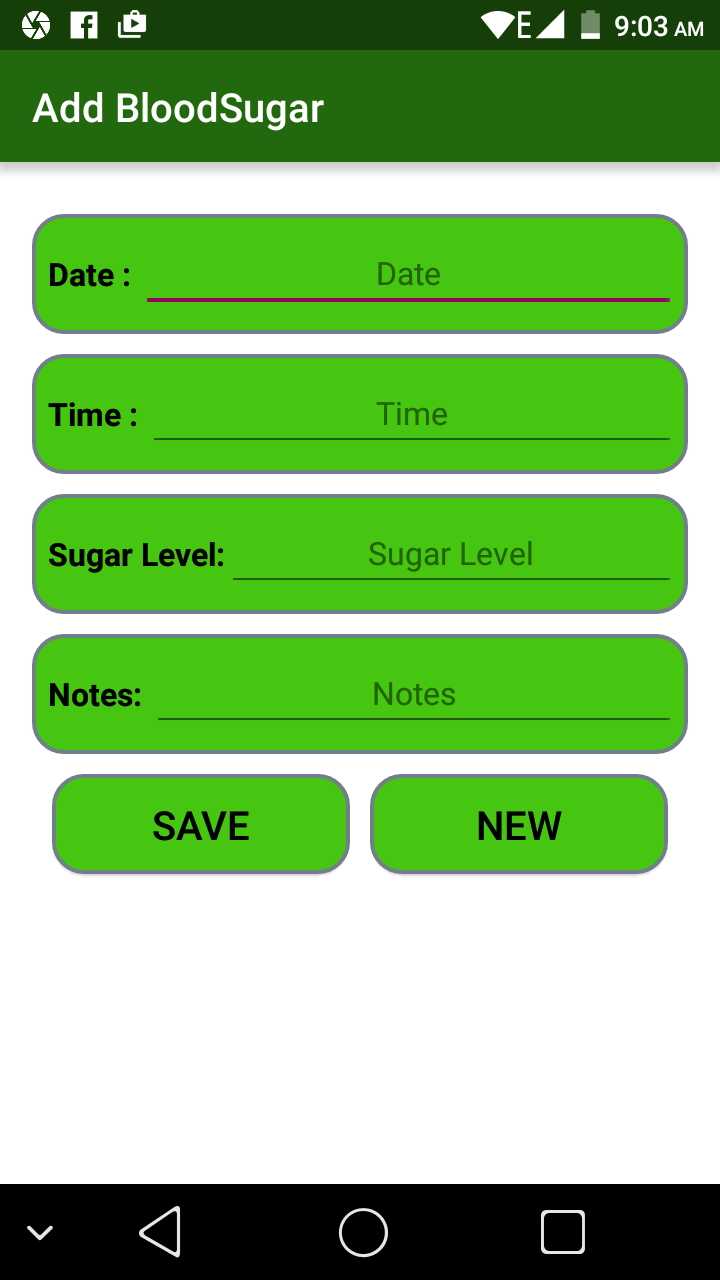 E 9:03 AM
Add BloodSugar
Date : Date
Time : Time
Sugar Level: Sugar Level
Notes: Notes
SAVE NEW